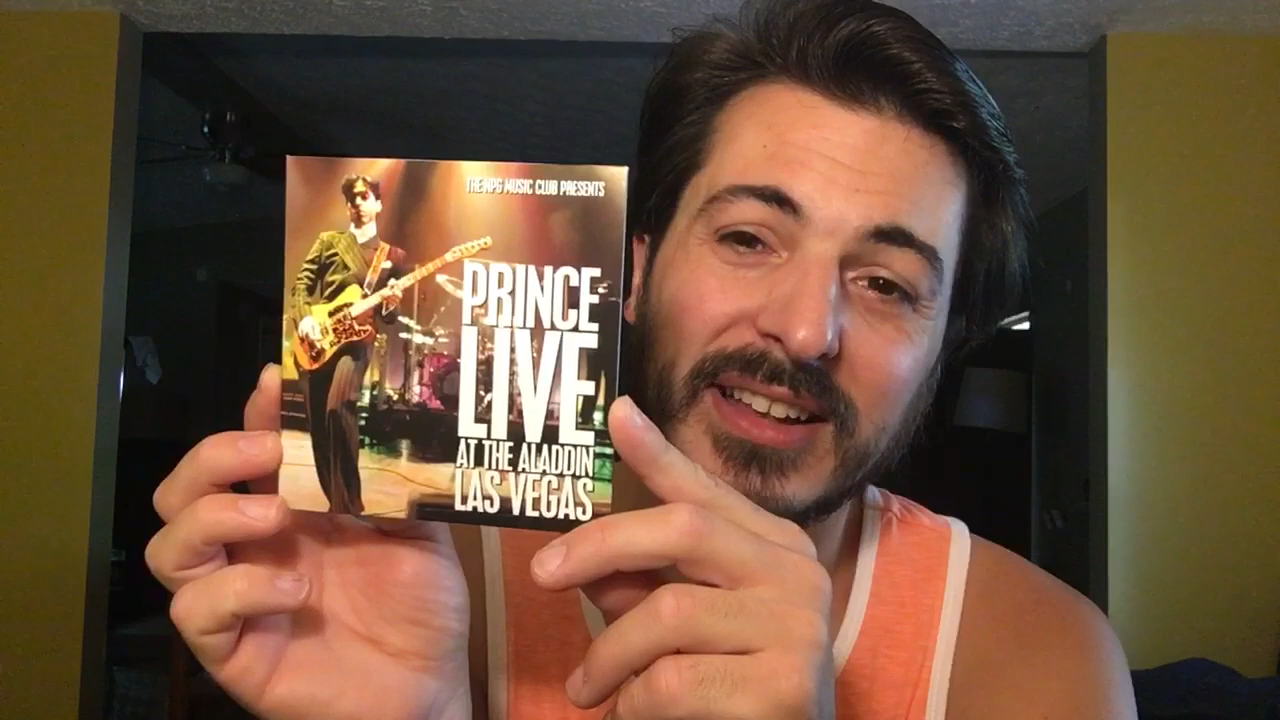 THE NPG MUSIC CLUB PRESENTS
PRINCE
LIVE
AT THE ALADDIN
LAS VEGAS